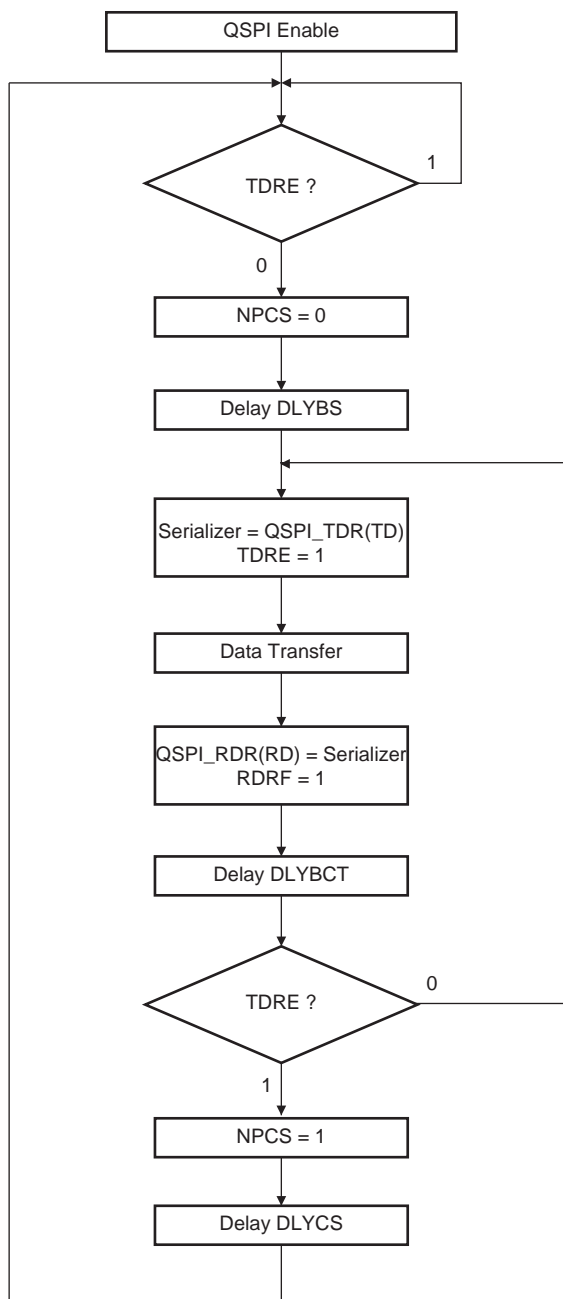 QSPI Enable
TDRE ?
1
0
NPCS = 0
Delay DLYBS
Serializer = QSPI_TDR(TD)
TDRE = 1
Data Transfer
QSPI_RDR(RD) = Serializer
RDRF = 1
Delay DLYBCT
TDRE ?
0
1
NPCS = 1
Delay DLYCS